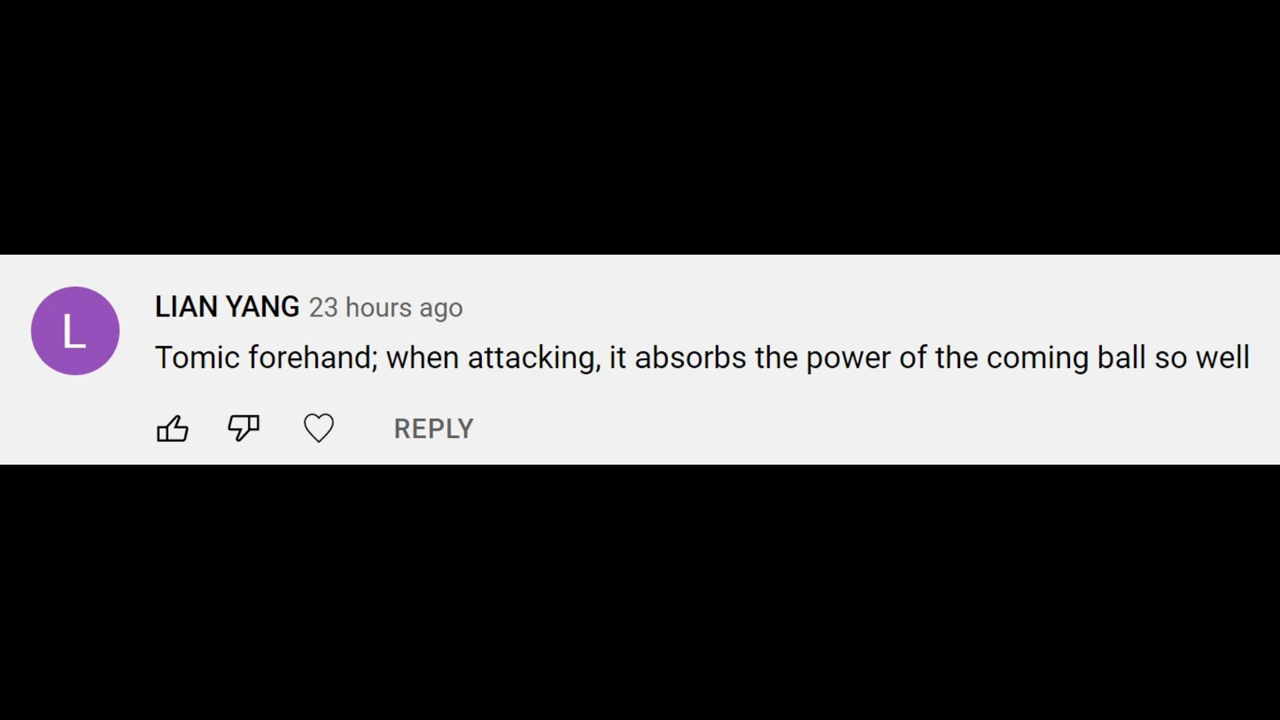 L
LIAN YANG 23 hours ago
Tomic forehand; when attacking, it absorbs the power of the coming ball so well
REPLY